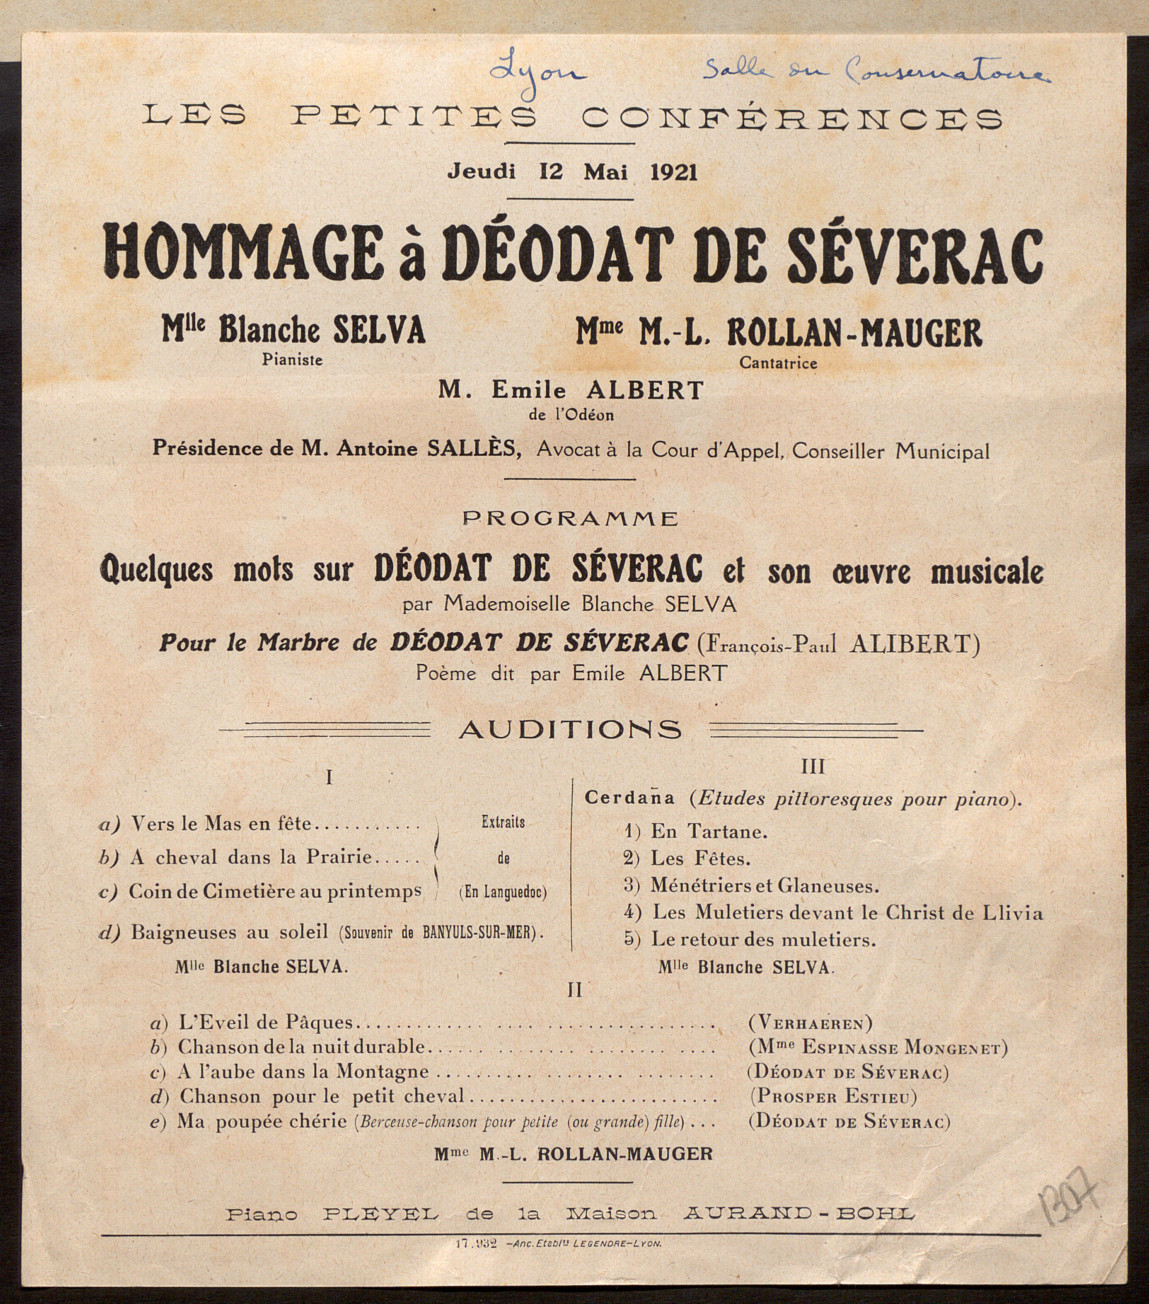 Lyon Salle du Conservatoire
LES PETITES CONFÉRENCES
Jeudi 12 Mai 1921
HOMMAGE à DÉODAT DE SÉVERAC
Mlle Blanche SELVA
Pianiste
Mme M.-L. ROLLAN-MAUGER
Cantatrice
M. Emile ALBERT
de l'Odéon
Présidence de M. Antoine SALLÈS, Avocat à la Cour d'Appel, Conseiller Municipal
PROGRAMME
Quelques mots sur DÉODAT DE SÉVERAC et son œuvre musicale
par Mademoiselle Blanche SELVA
Pour le Marbre de DÉODAT DE SÉVERAC (François-Paul ALIBERT)
Poème dit par Emile ALBERT
AUDITIONS
I
a) Vers le Mas en fête........... Extraits
b) A cheval dans la Prairie..... de
c) Coin de Cimetière au printemps (En Languedoc)
d) Baigneuses au soleil (Souvenir de BANYULS-SUR-MER).
Mlle Blanche SELVA.
III
Cerdaña (Etudes pittoresques pour piano).
1) En Tartane.
2) Les Fêtes.
3) Ménétriers et Glaneuses.
4) Les Muletiers devant le Christ de Llivia
5) Le retour des muletiers.
Mlle Blanche SELVA.
II
a) L'Eveil de Pâques.................................. (VERHAEREN)
b) Chanson de la nuit durable........................... (Mme ESPINASSE MONGENET)
c) A l'aube dans la Montagne ........................... (DÉODAT DE SÉVERAC)
d) Chanson pour le petit cheval......................... (PROSPER ESTIEU)
e) Ma poupée chérie (Berceuse-chanson pour petite (ou grande) fille) ... (DÉODAT DE SÉVERAC)
Mme M.-L. ROLLAN-MAUGER
Piano PLEYEL de la Maison AURAND-BOHL
17.932 —Anc. Etablts LEGENDRE—LYON.
1307